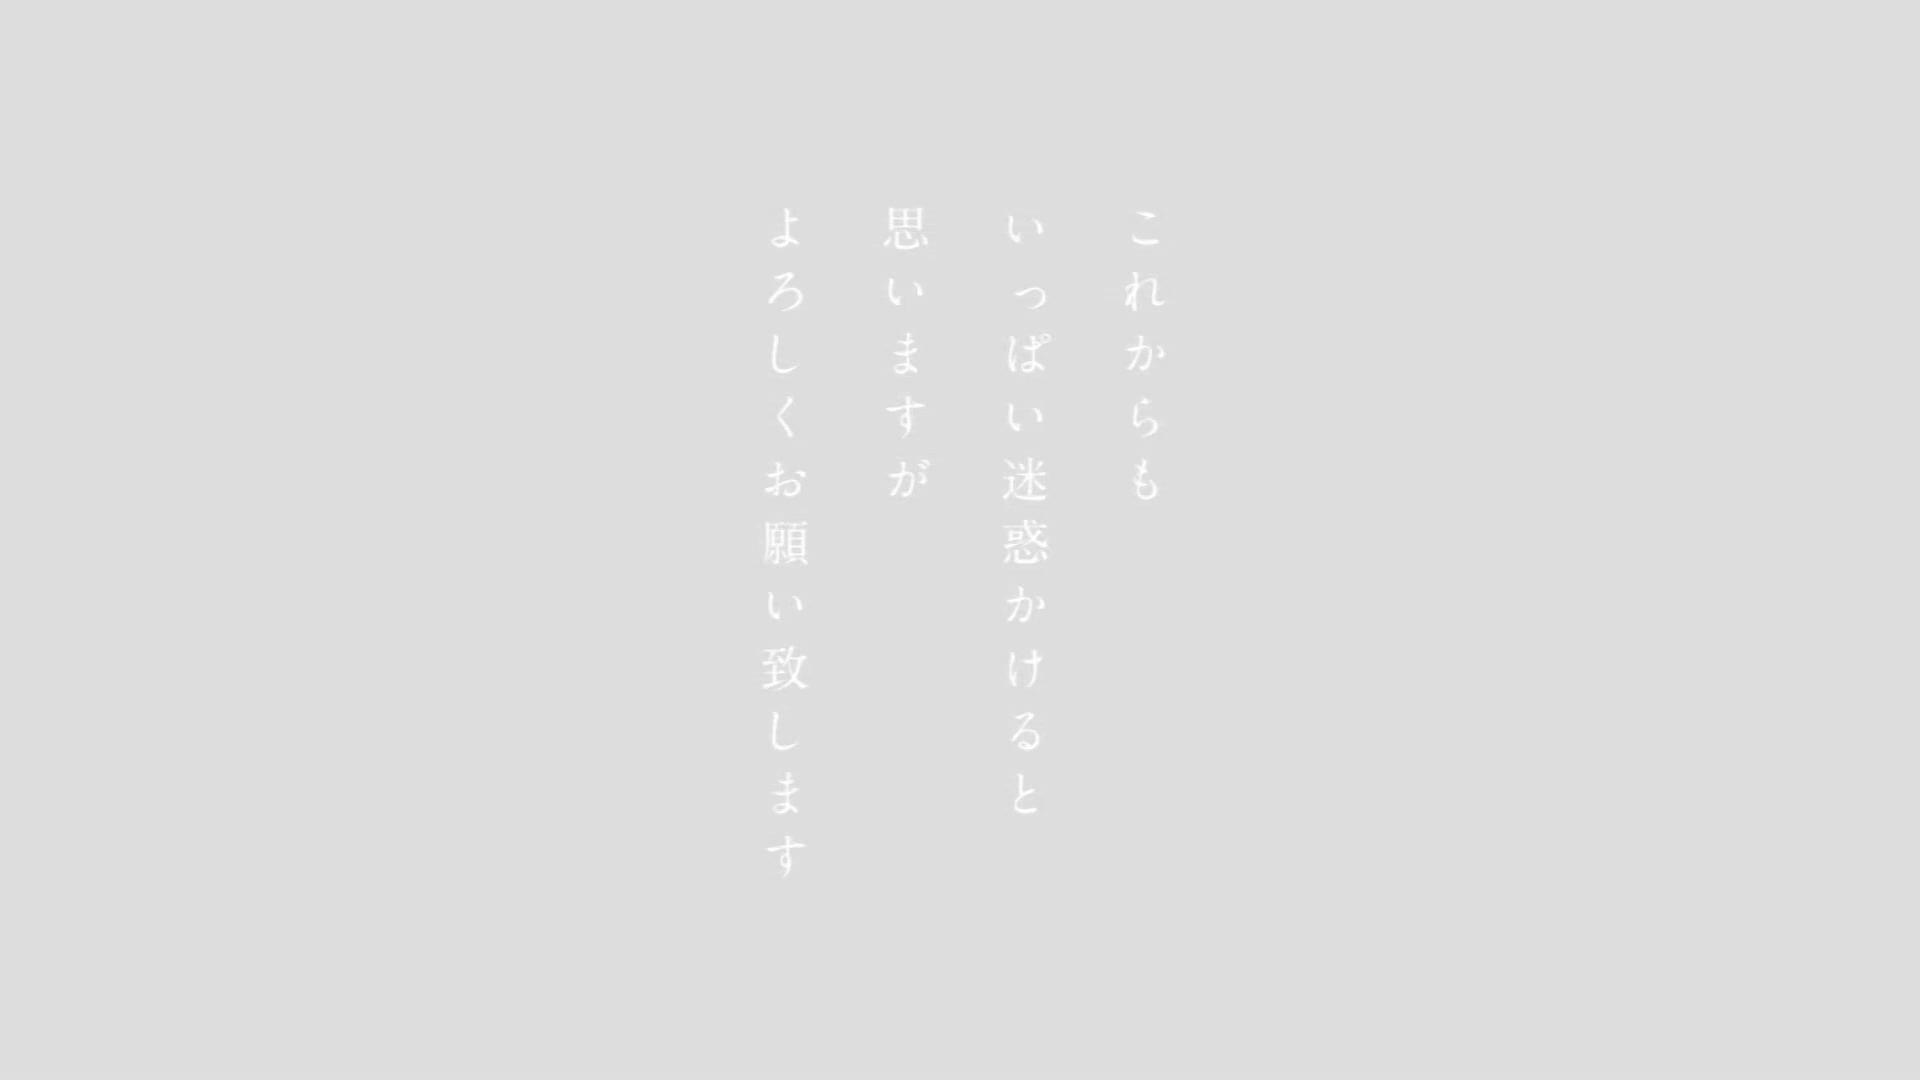 これからも
いっぱい迷惑かけると
思いますが
よろしくお願い致します